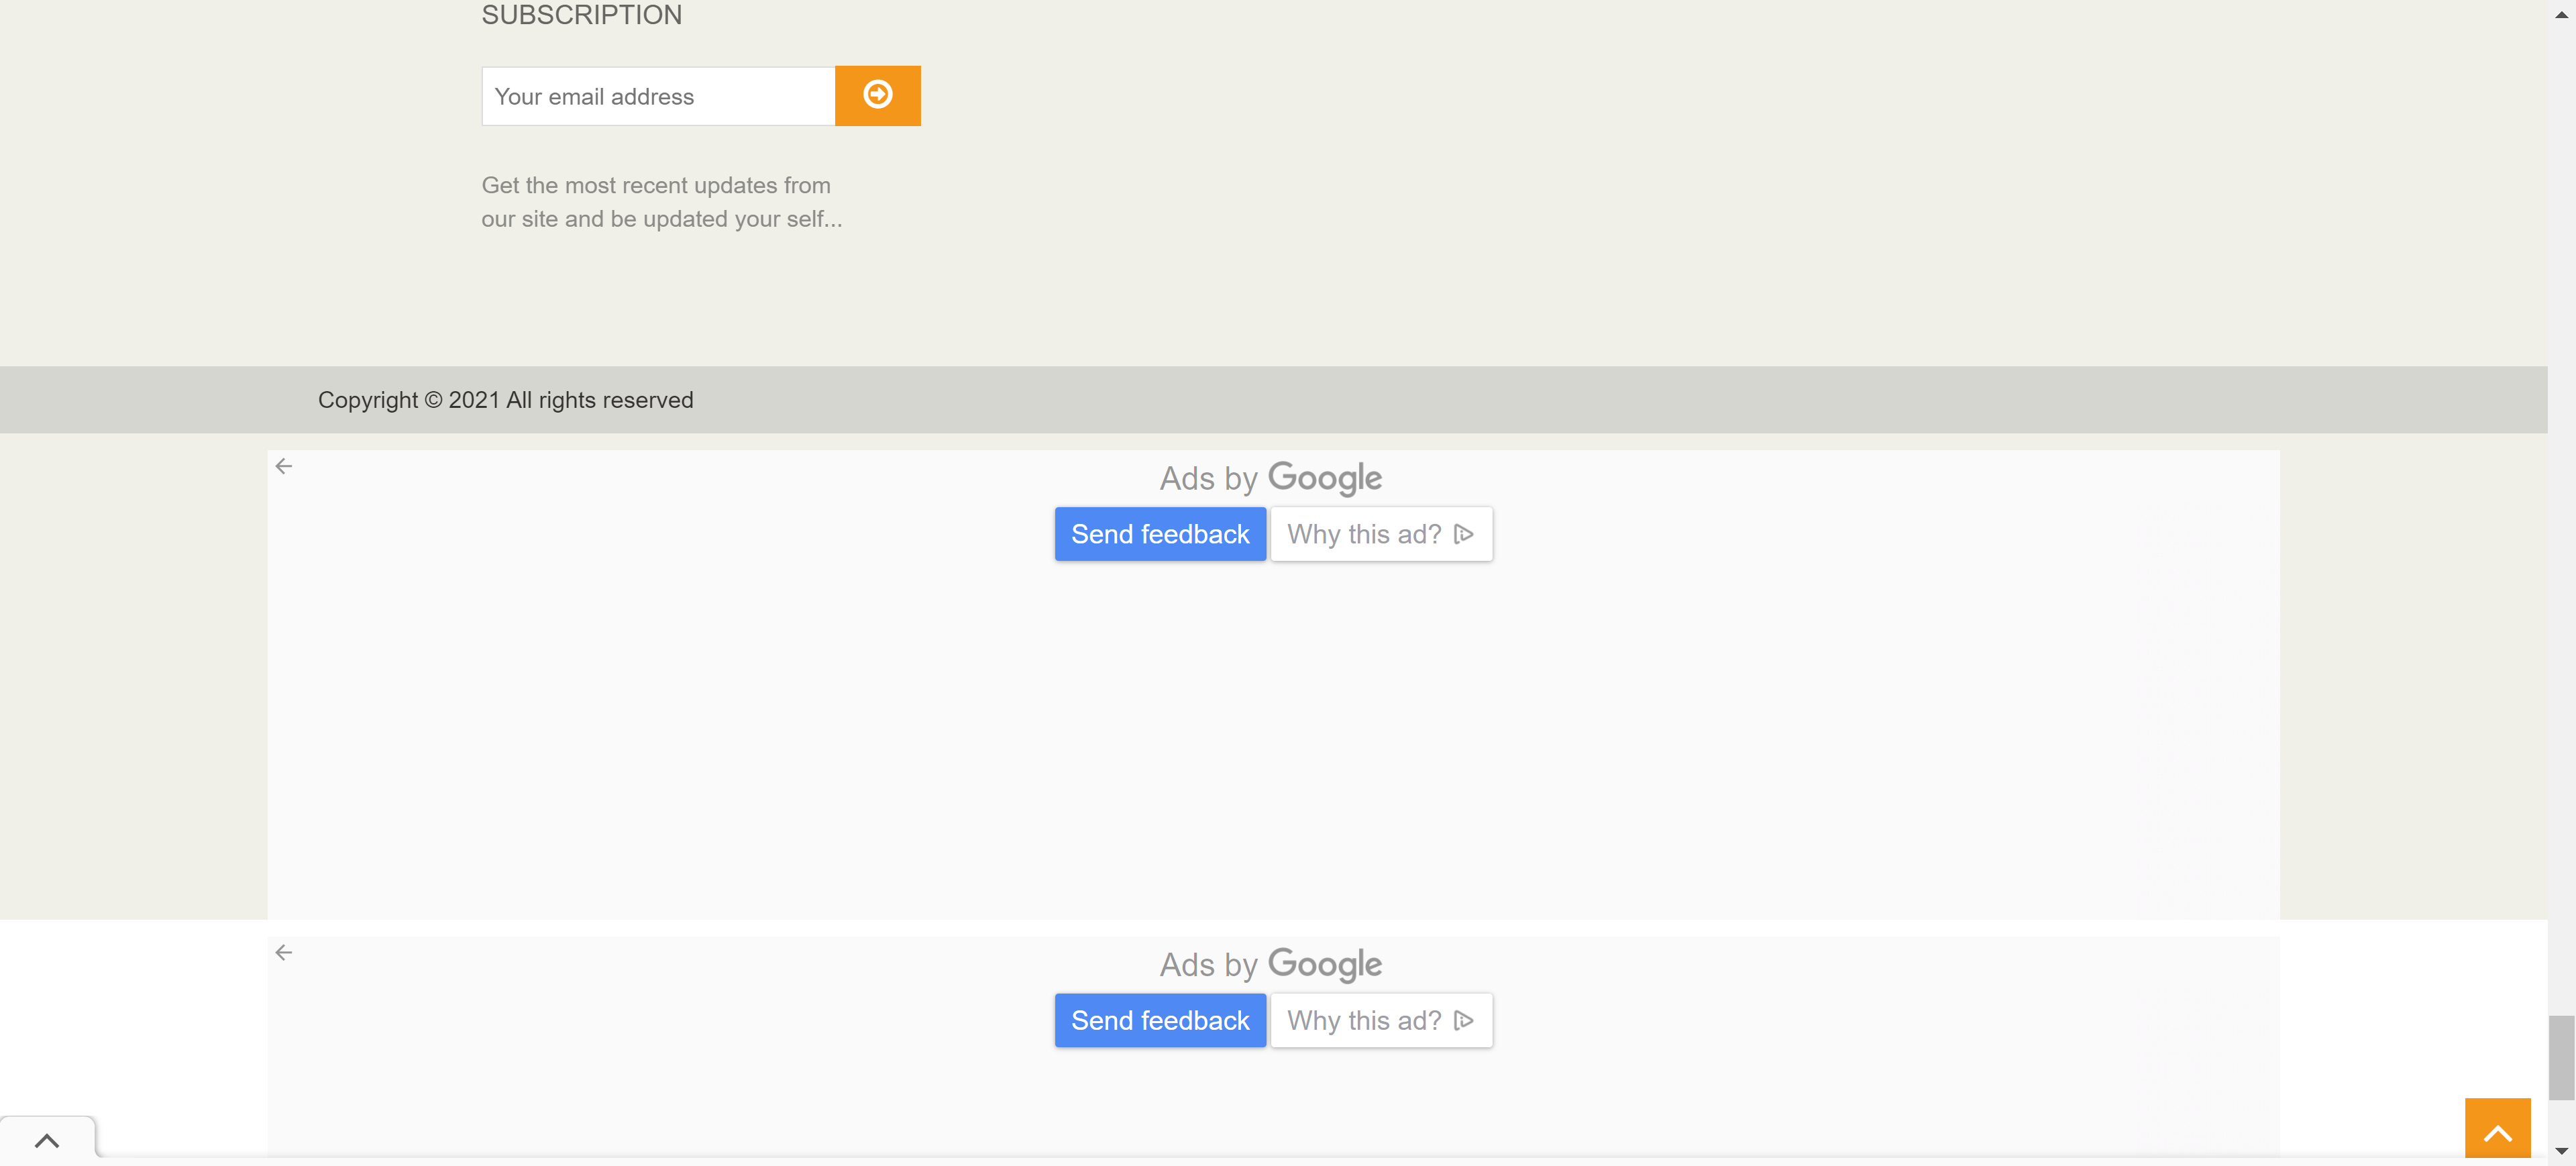 SUBSCRIPTION
Your email address
Get the most recent updates from
our site and be updated your self...
Copyright © 2021 All rights reserved
Ads by Google
Send feedback
Why this ad?
Ads by Google
Send feedback
Why this ad?